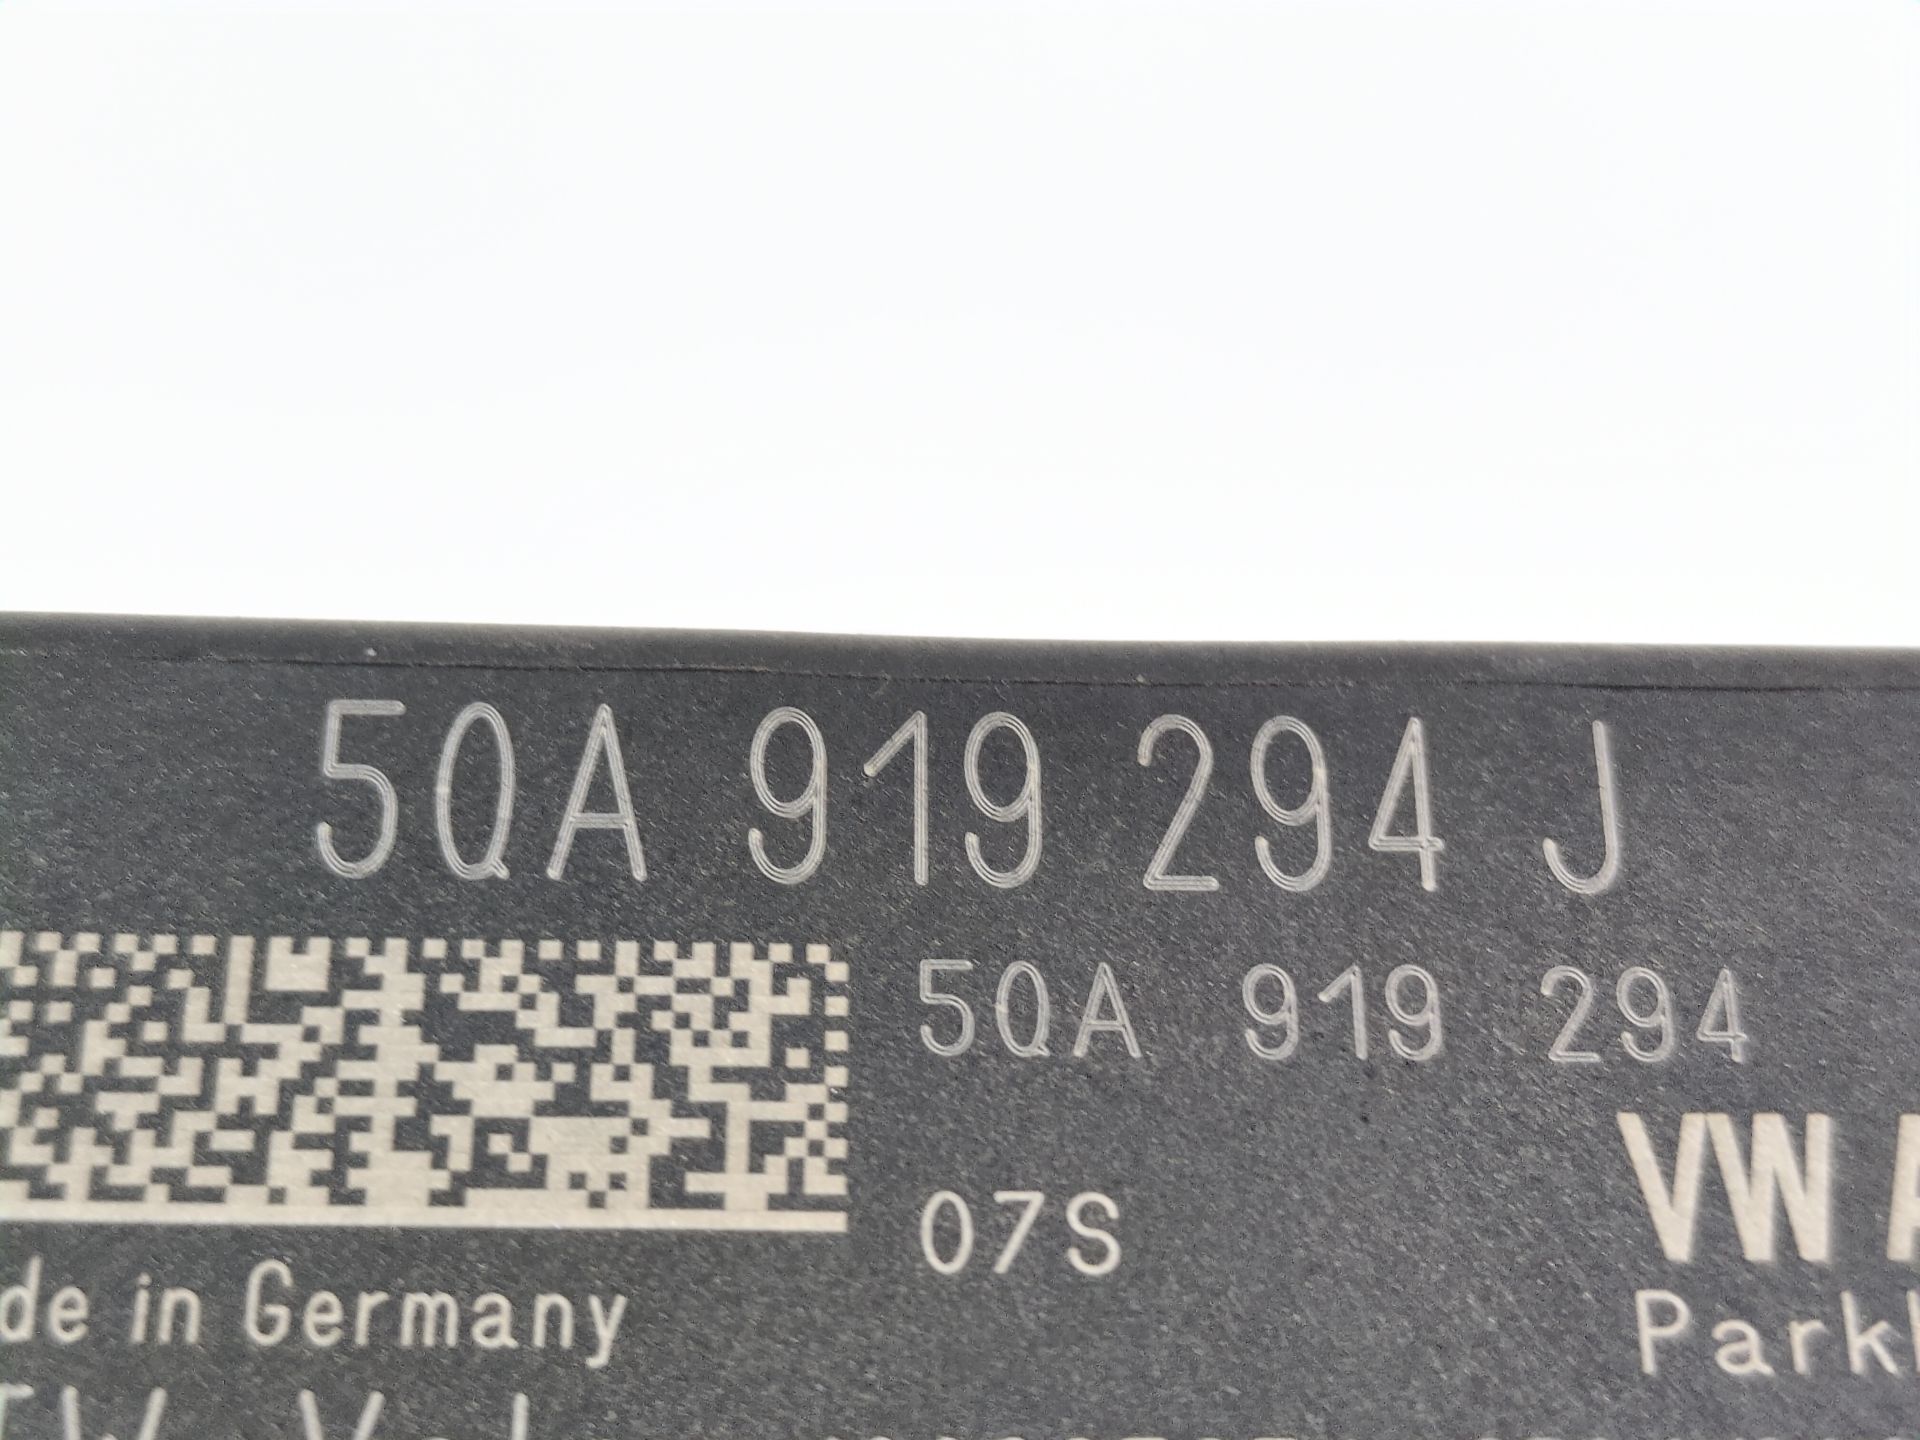 5QA 919 294 J
5QA 919 294
07S
VW A
de in Germany
Park